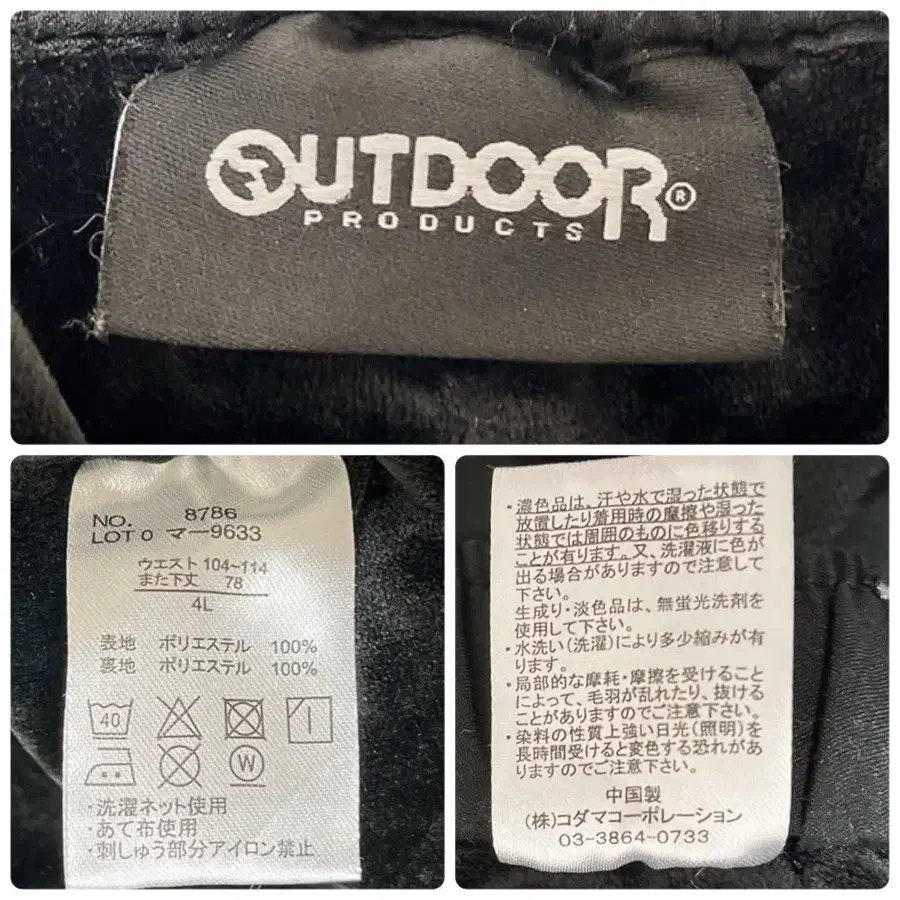 OUTDOOR®
PRODUCTS
NO. 8786
LOT 0 マー9633
ウエスト 104~114
また下丈 78
4L
表地 ポリエステル 100%
裏地 ポリエステル 100%
40
W
・洗濯ネット使用
・あて布使用
・刺しゅう部分アイロン禁止
・濃色品は、汗や水で湿った状態で
放置したり着用時の摩擦や湿った
状態では周囲のものに色移りする
ことが有ります。又、洗濯液に色が
出る場合がありますので注意して
下さい。
生成り・淡色品は、無蛍光洗剤を
使用して下さい。
・水洗い(洗濯)により多少縮みが有
ります。
・局部的な摩耗・摩擦を受けること
によって、毛羽が乱れたり、抜ける
ことがありますのでご注意下さい。
・染料の性質上強い日光(照明)を
長時間受けると変色する恐れがあ
りますのでご注意下さい。
中国製
(株)コダマコーポレーション
03-3864-0733